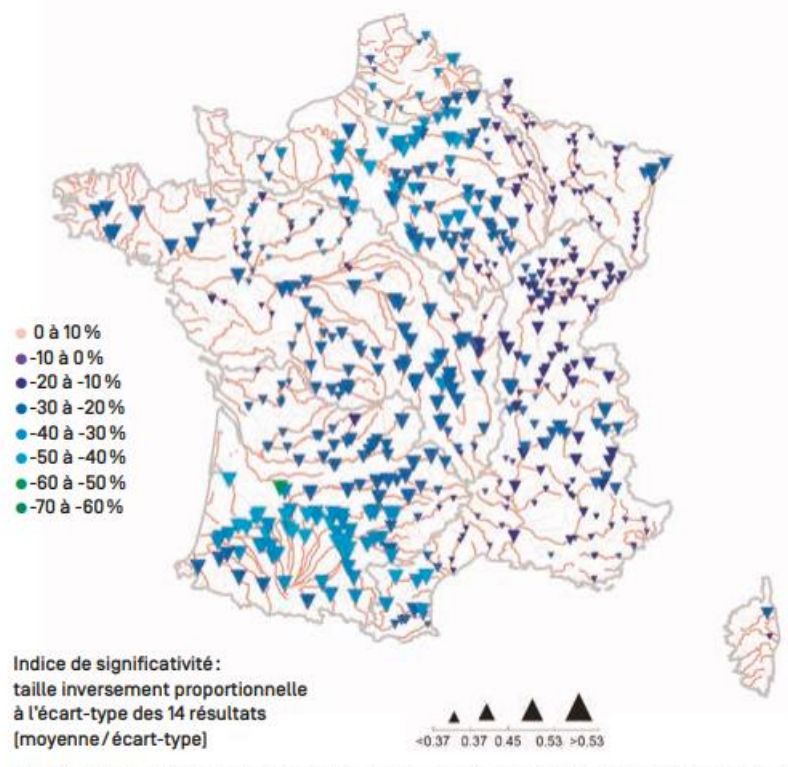 0 à 10 %
-10 à 0 %
-20 à -10 %
-30 à -20 %
-40 à -30 %
-50 à -40 %
-60 à -50 %
-70 à -60 %
Indice de significativité :
taille inversement proportionnelle
à l'écart-type des 14 résultats
(moyenne / écart-type)
<0.37 0.37 0.45 0.53 >0.53